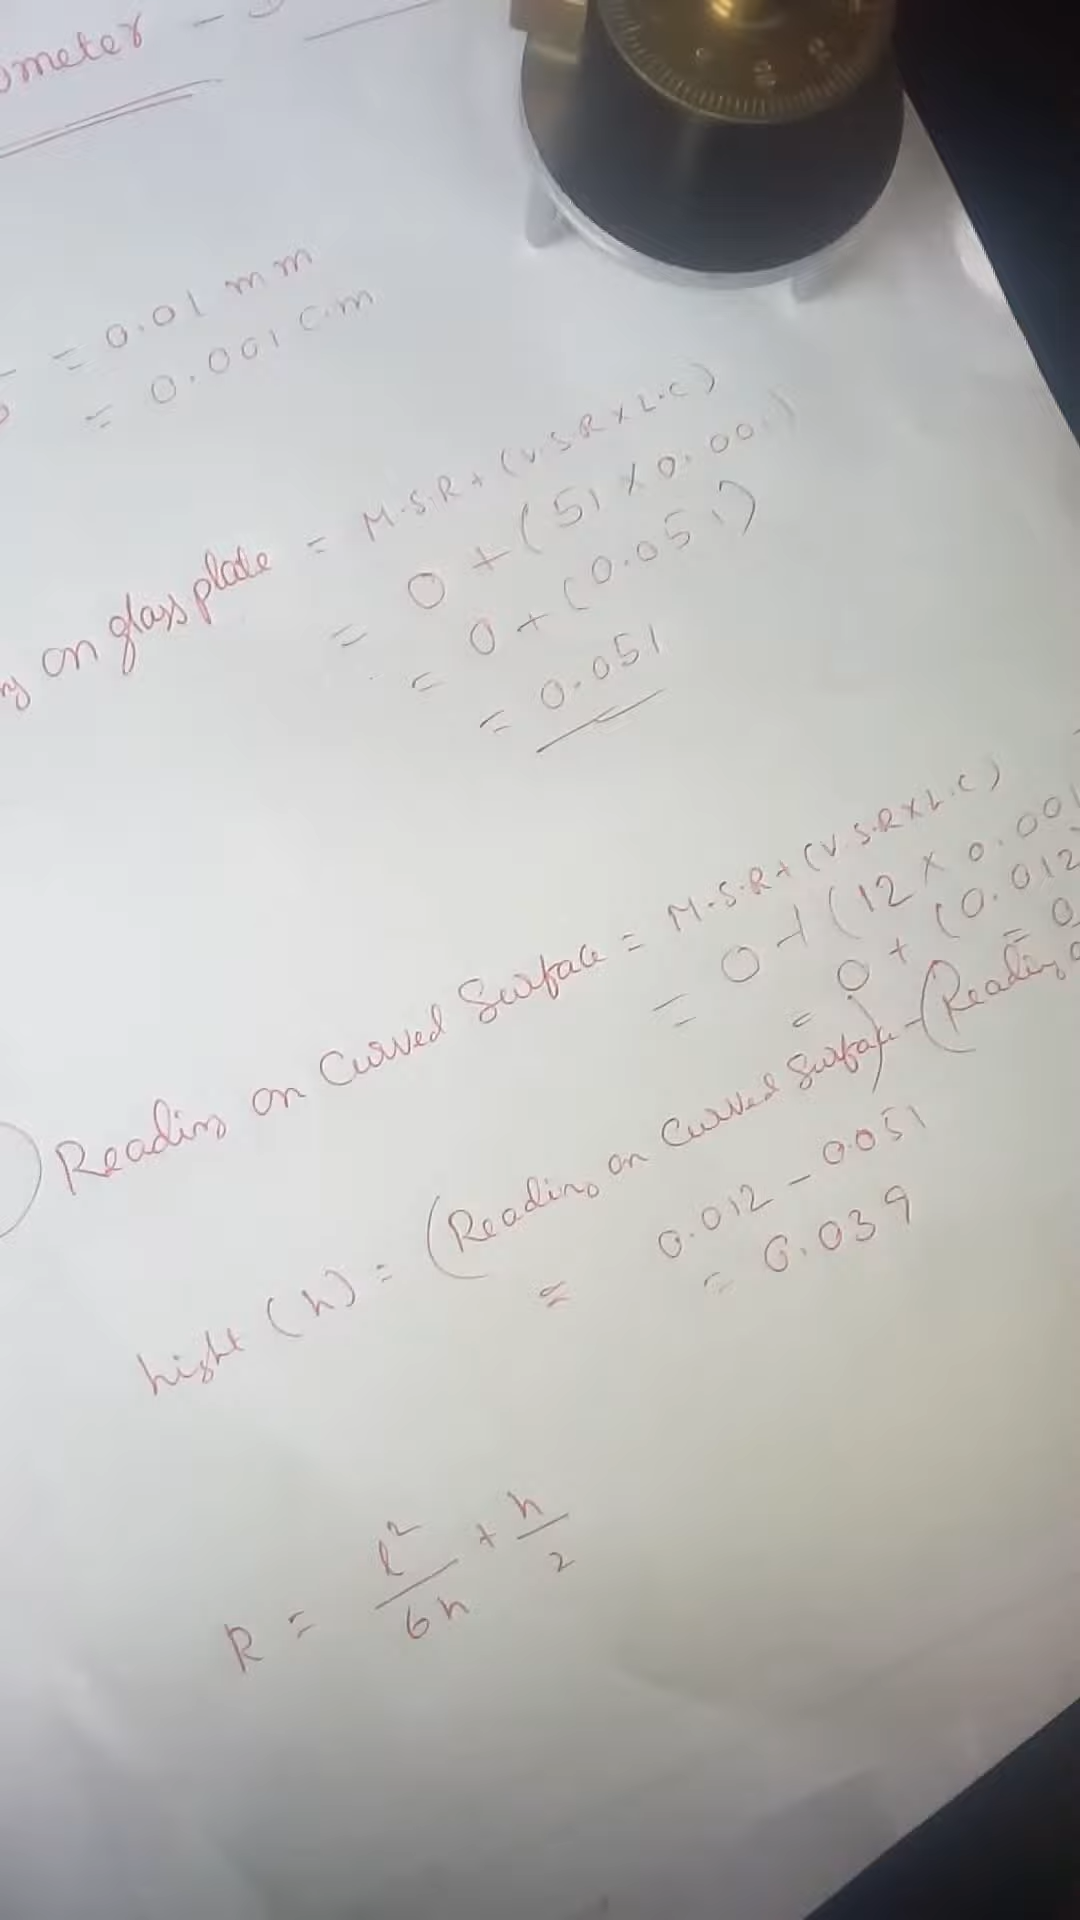 ometer -
= 0.01 mm
= 0.001 c.m
on glass plate = M.S.R + (V.S.R X L.C)
= 0 + (51 X 0.001)
= 0 + (0.051)
= 0.051
Reading on Curved Surface = M.S.R + (V.S.R X L.C)
= 0 + (12 X 0.001
= 0 + (0.012)
= 0.
hight (h) = (Reading on Curved Surface) - (Reading
= 0.012 - 0.051
= 0.039
R = l²/6h + h/2